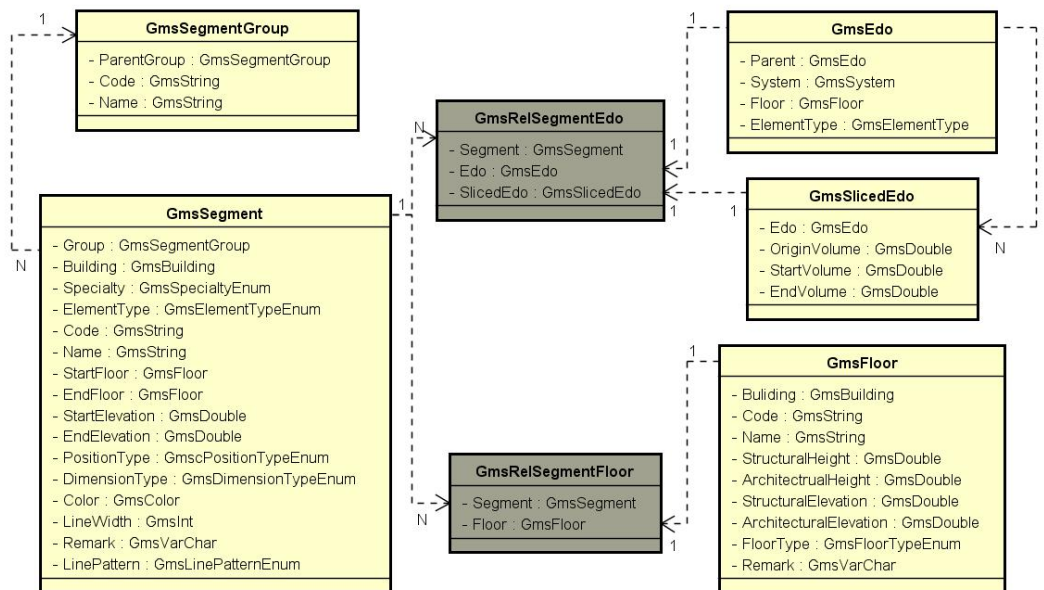 1
GmsSegmentGroup
- ParentGroup : GmsSegmentGroup
- Code : GmsString
- Name : GmsString
N
GmsSegment
- Group : GmsSegmentGroup
- Building : GmsBuilding
- Specialty : GmsSpecialtyEnum
- ElementType : GmsElementTypeEnum
- Code : GmsString
- Name : GmsString
- StartFloor : GmsFloor
- EndFloor : GmsFloor
- StartElevation : GmsDouble
- EndElevation : GmsDouble
- PositionType : GmscPositionTypeEnum
- DimensionType : GmsDimensionTypeEnum
- Color : GmsColor
- LineWidth : GmsInt
- Remark : GmsVarChar
- LinePattern : GmsLinePatternEnum
1
N
GmsRelSegmentEdo
- Segment : GmsSegment
- Edo : GmsEdo
- SlicedEdo : GmsSlicedEdo
1
1
N
GmsRelSegmentFloor
- Segment : GmsSegment
- Floor : GmsFloor
1
1
GmsEdo
- Parent : GmsEdo
- System : GmsSystem
- Floor : GmsFloor
- ElementType : GmsElementType
1
1
GmsSlicedEdo
- Edo : GmsEdo
- OriginVolume : GmsDouble
- StartVolume : GmsDouble
- EndVolume : GmsDouble
N
1
GmsFloor
- Buliding : GmsBuilding
- Code : GmsString
- Name : GmsString
- StructuralHeight : GmsDouble
- ArchitectrualHeight : GmsDouble
- StructuralElevation : GmsDouble
- ArchitecturalElevation : GmsDouble
- FloorType : GmsFloorTypeEnum
- Remark : GmsVarChar